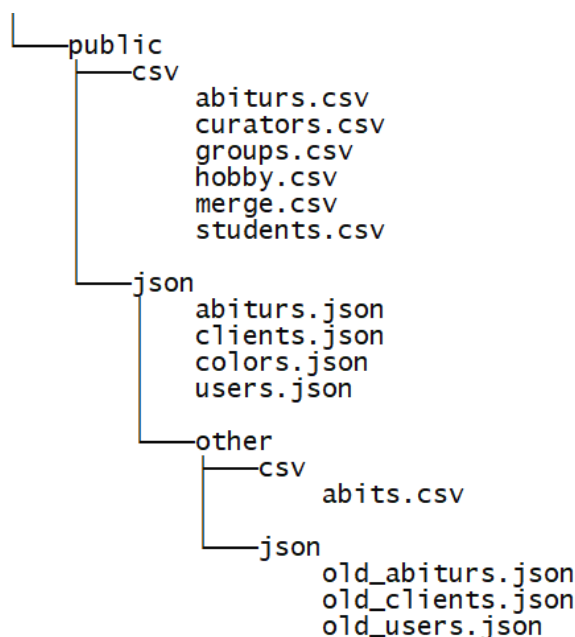 public
csv
abiturs.csv
curators.csv
groups.csv
hobby.csv
merge.csv
students.csv
json
abiturs.json
clients.json
colors.json
users.json
other
csv
abits.csv
json
old_abiturs.json
old_clients.json
old_users.json